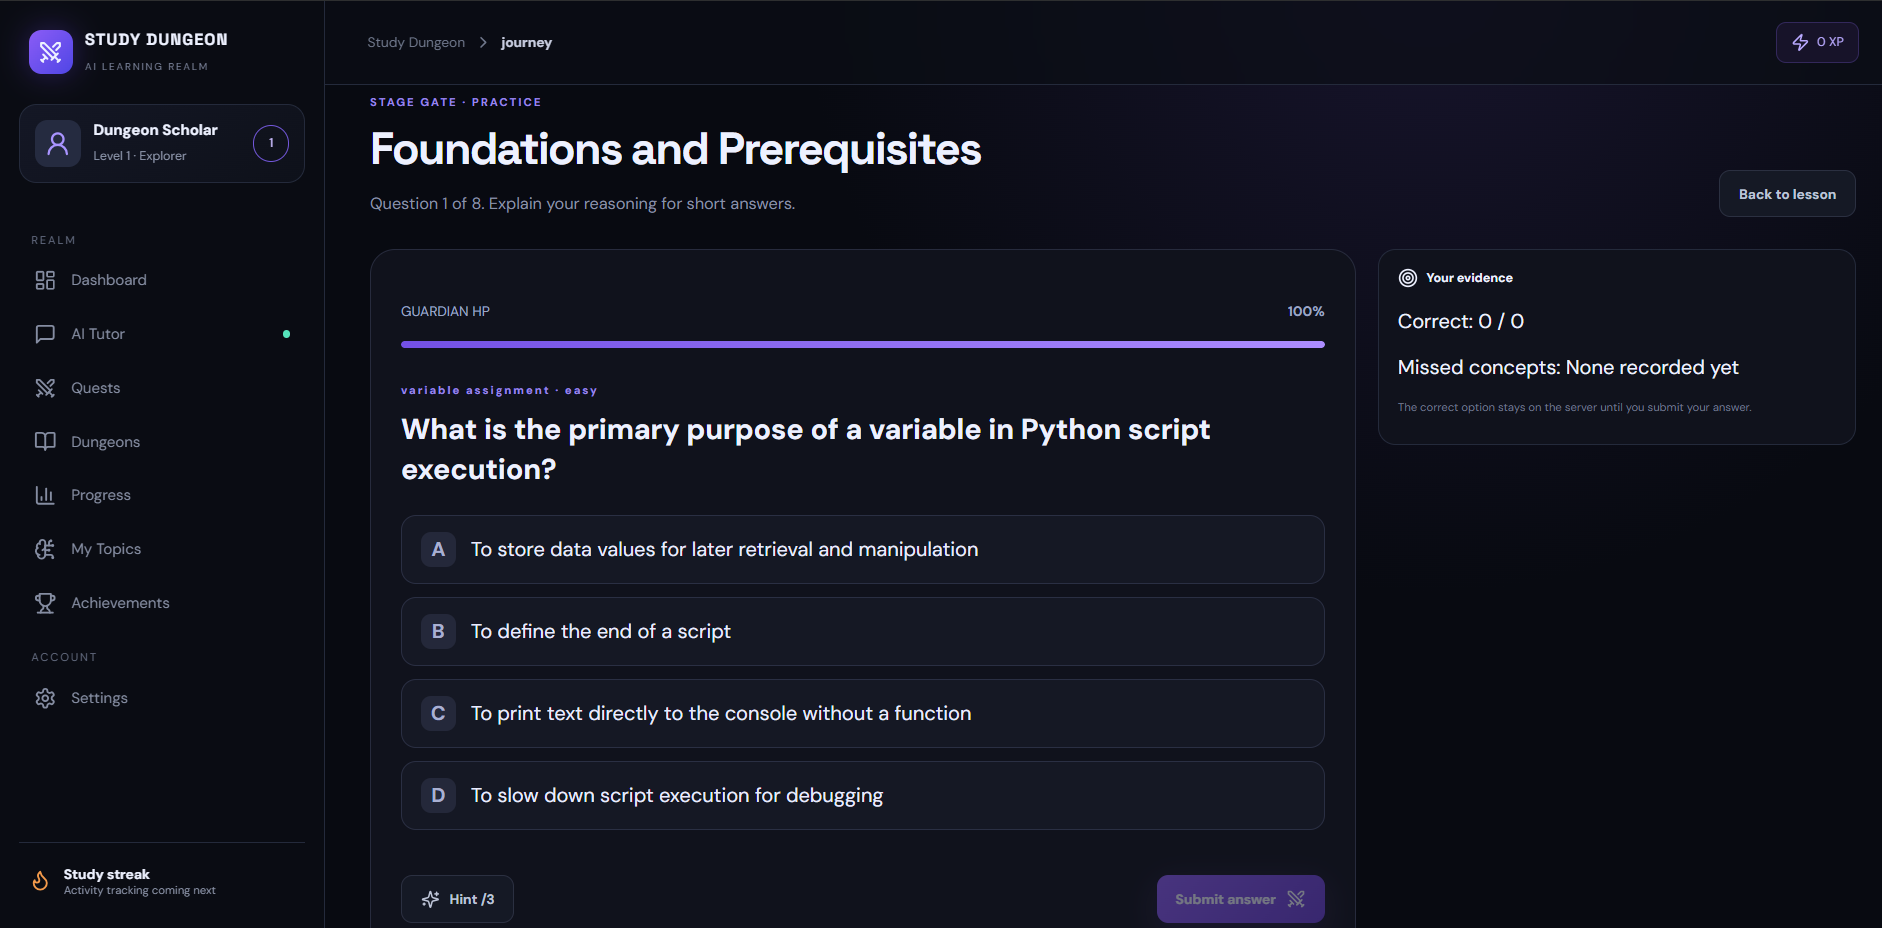 STUDY DUNGEON
AI LEARNING REALM
Dungeon Scholar
Level 1 · Explorer
1
REALM
Dashboard
AI Tutor
Quests
Dungeons
Progress
My Topics
Achievements
ACCOUNT
Settings
Study streak
Activity tracking coming next
Study Dungeon > journey
0 XP
STAGE GATE · PRACTICE
Foundations and Prerequisites
Question 1 of 8. Explain your reasoning for short answers.
Back to lesson
GUARDIAN HP
100%
variable assignment · easy
What is the primary purpose of a variable in Python script
execution?
A To store data values for later retrieval and manipulation
B To define the end of a script
C To print text directly to the console without a function
D To slow down script execution for debugging
Hint /3
Submit answer
Your evidence
Correct: 0 / 0
Missed concepts: None recorded yet
The correct option stays on the server until you submit your answer.